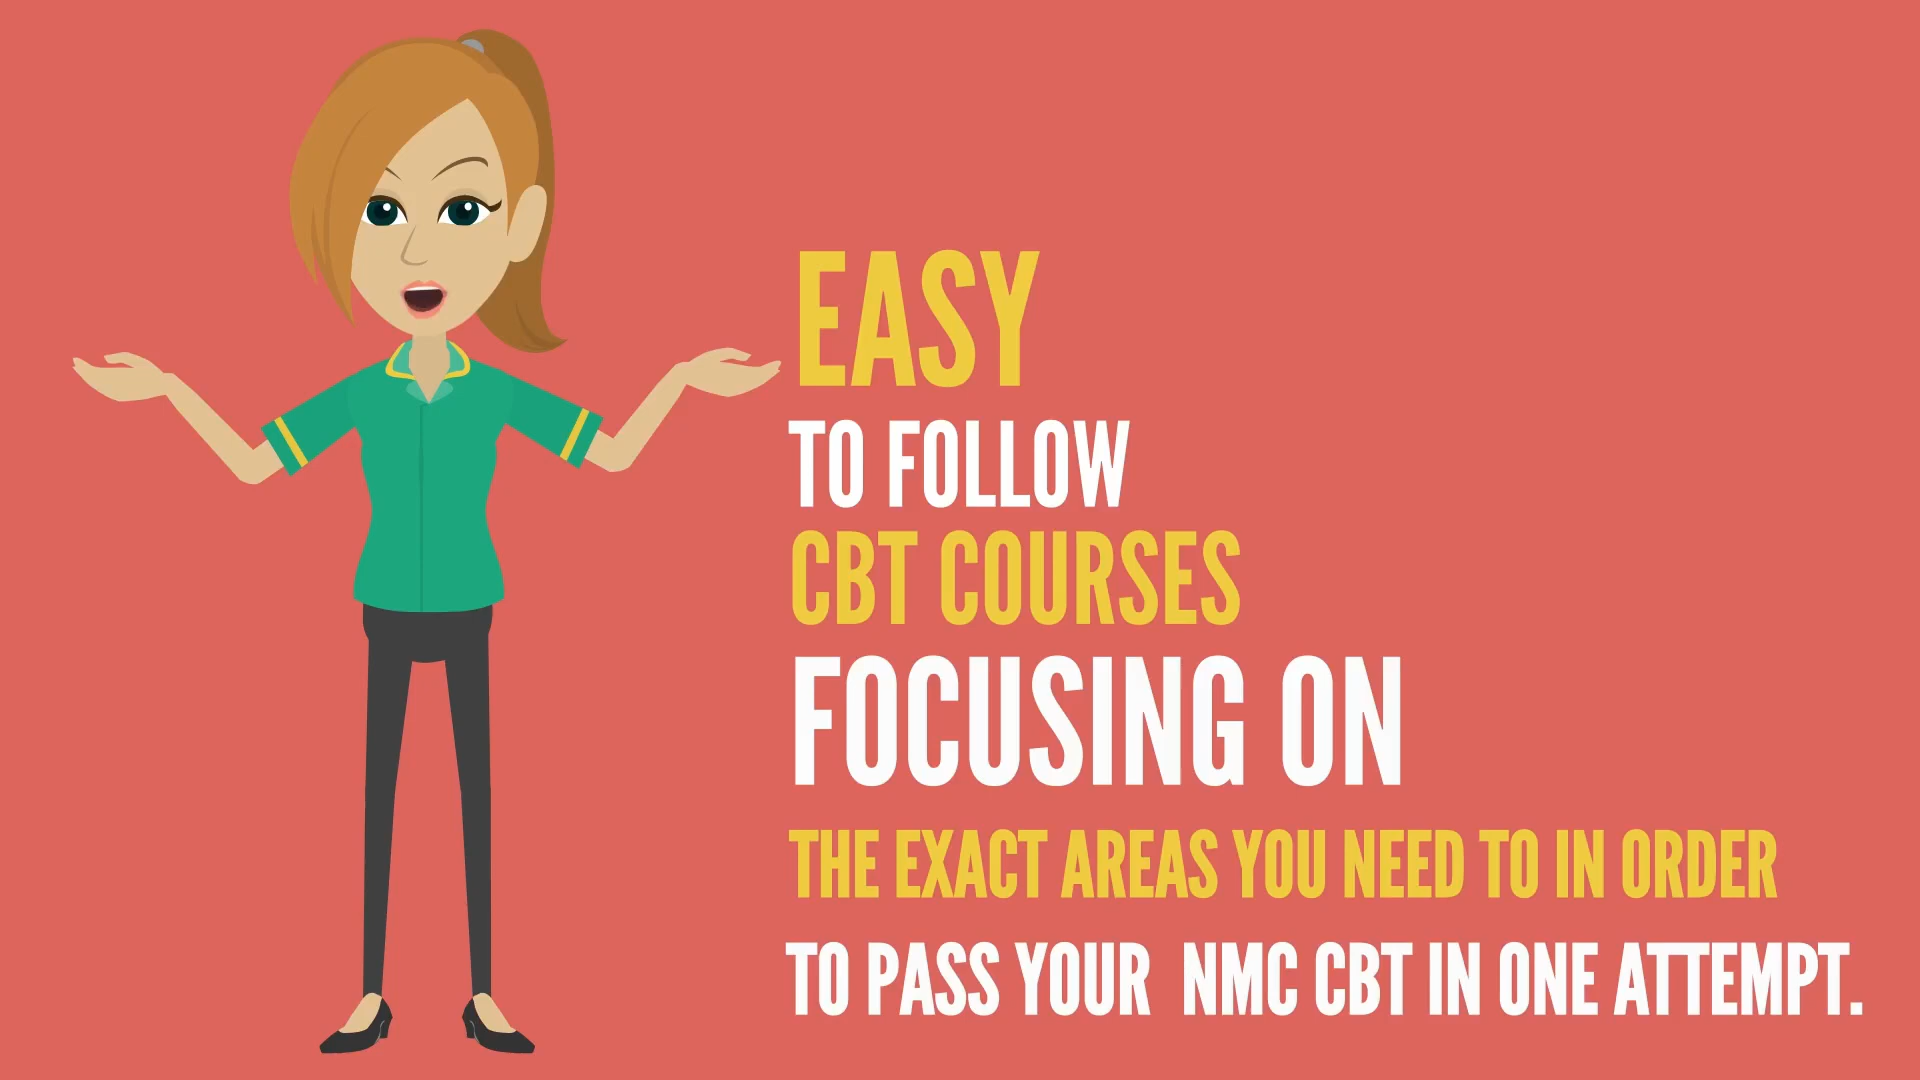 EASY
TO FOLLOW
CBT COURSES
FOCUSING ON
THE EXACT AREAS YOU NEED TO IN ORDER
TO PASS YOUR NMC CBT IN ONE ATTEMPT.